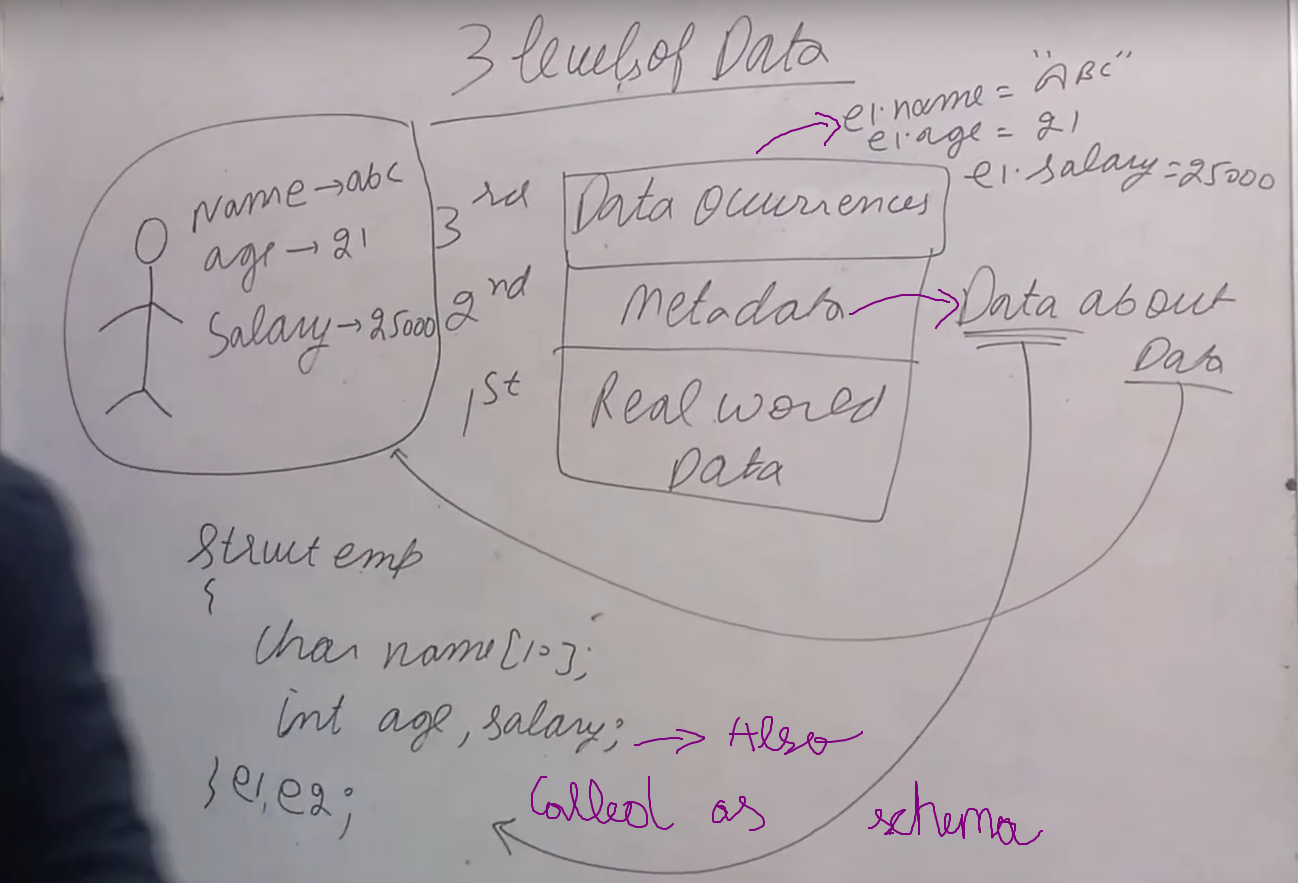 3 levels of Data
Name → abc
age → 21
Salary → 25000
3rd
Data Occurrences
e1.name = "ABC"
e1.age = 21
e1.salary = 25000
2nd
Metadata → Data about
Data
1st
Real world
Data
Struct emp
{
char name[10];
int age, salary; → Also
} e1, e2;
Called as schema